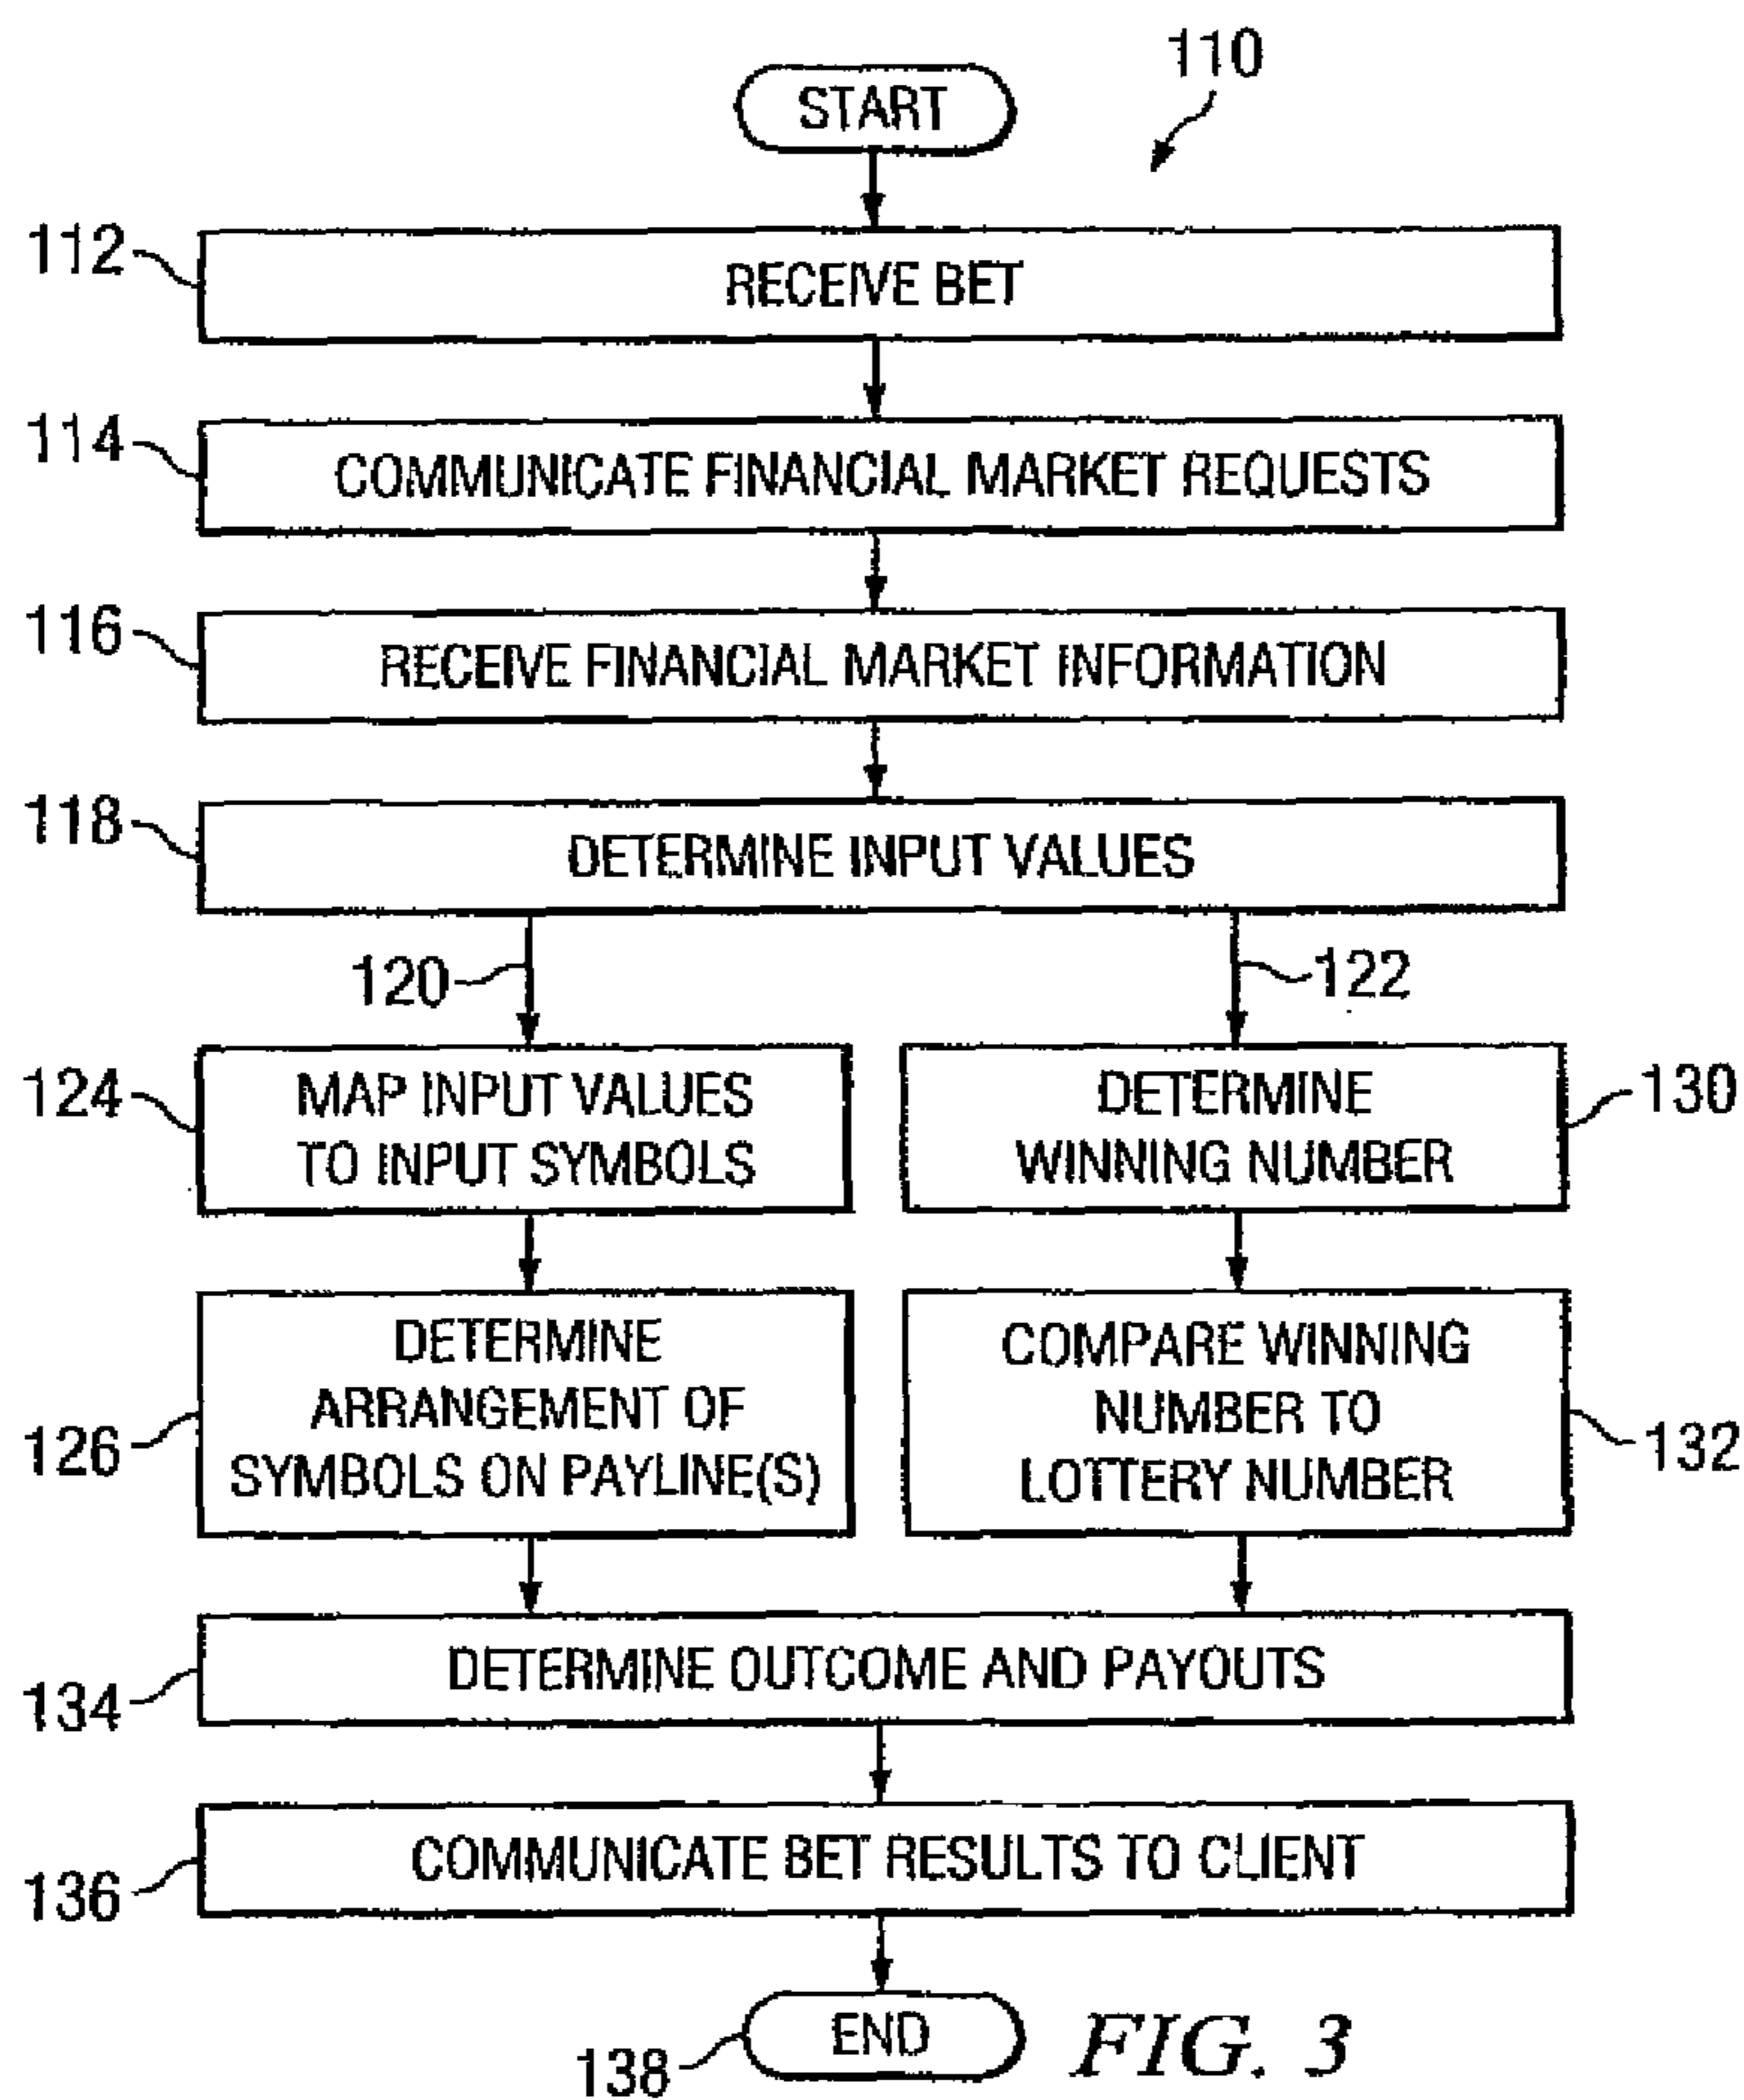 110
START
112
RECEIVE BET
114
COMMUNICATE FINANCIAL MARKET REQUESTS
116
RECEIVE FINANCIAL MARKET INFORMATION
118
DETERMINE INPUT VALUES
120
122
124
MAP INPUT VALUES
TO INPUT SYMBOLS
DETERMINE
WINNING NUMBER
130
126
DETERMINE
ARRANGEMENT OF
SYMBOLS ON PAYLINE(S)
COMPARE WINNING
NUMBER TO
LOTTERY NUMBER
132
134
DETERMINE OUTCOME AND PAYOUTS
136
COMMUNICATE BET RESULTS TO CLIENT
138
END
FIG. 3